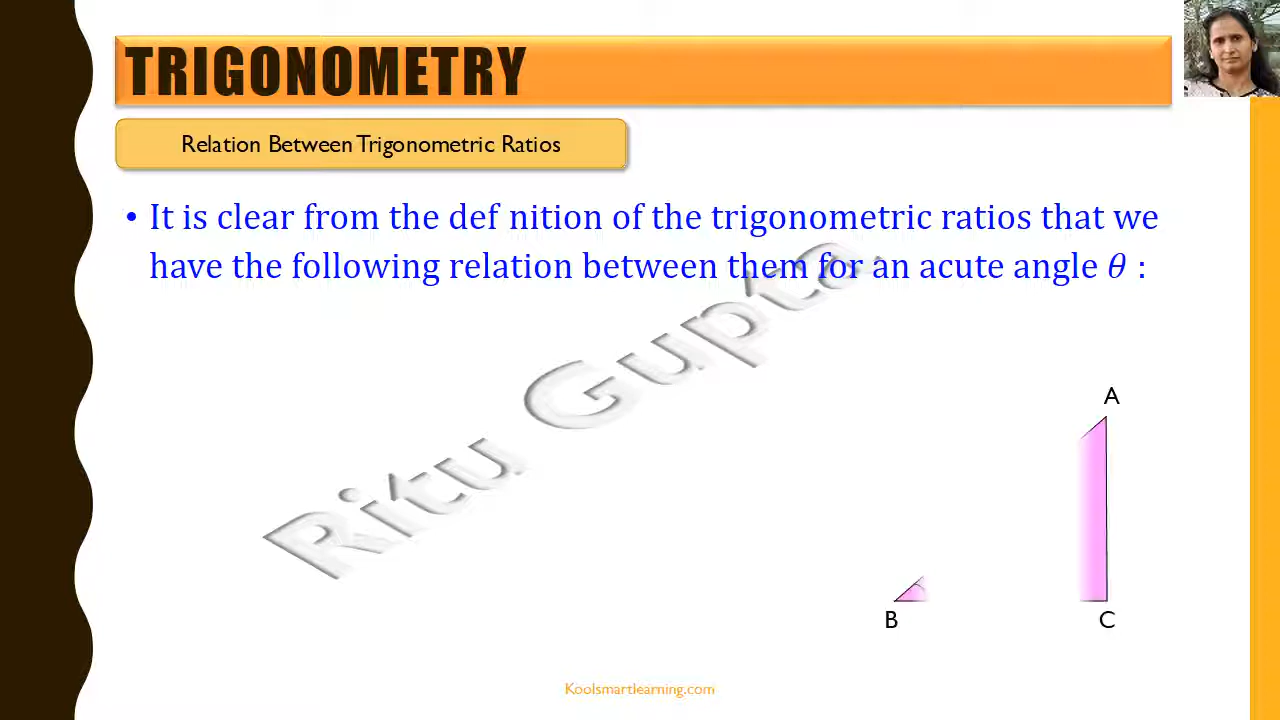 TRIGONOMETRY
Relation Between Trigonometric Ratios
• It is clear from the def nition of the trigonometric ratios that we
have the following relation between them for an acute angle θ :
Ritu Gupta
A
B
C
Koolsmartlearning.com